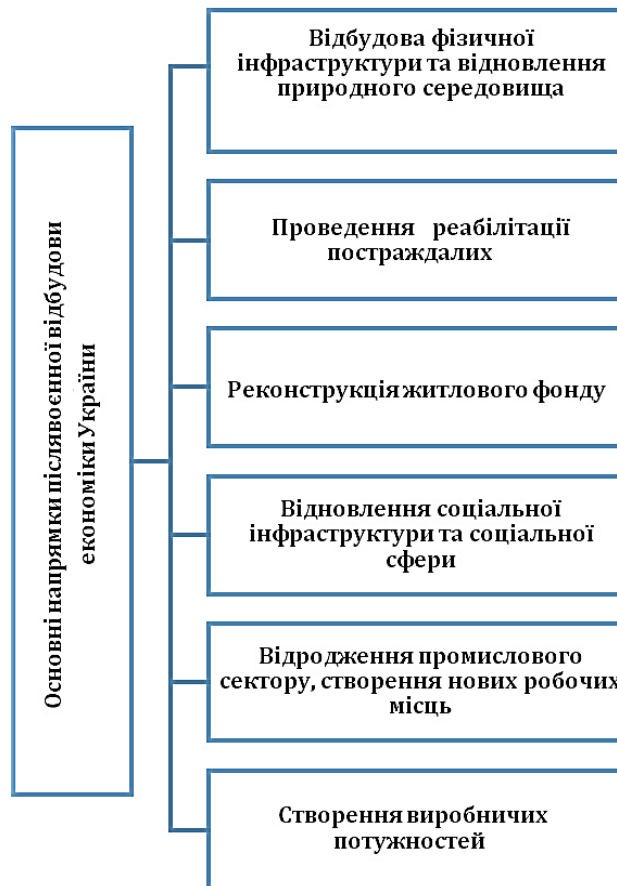 Основні напрямки післявоєнної відбудови
економіки України
Відбудова фізичної
інфраструктури та відновлення
природного середовища
Проведення реабілітації
постраждалих
Реконструкція житлового фонду
Відновлення соціальної
інфраструктури та соціальної
сфери
Відродження промислового
сектору, створення нових робочих
місць
Створення виробничих
потужностей